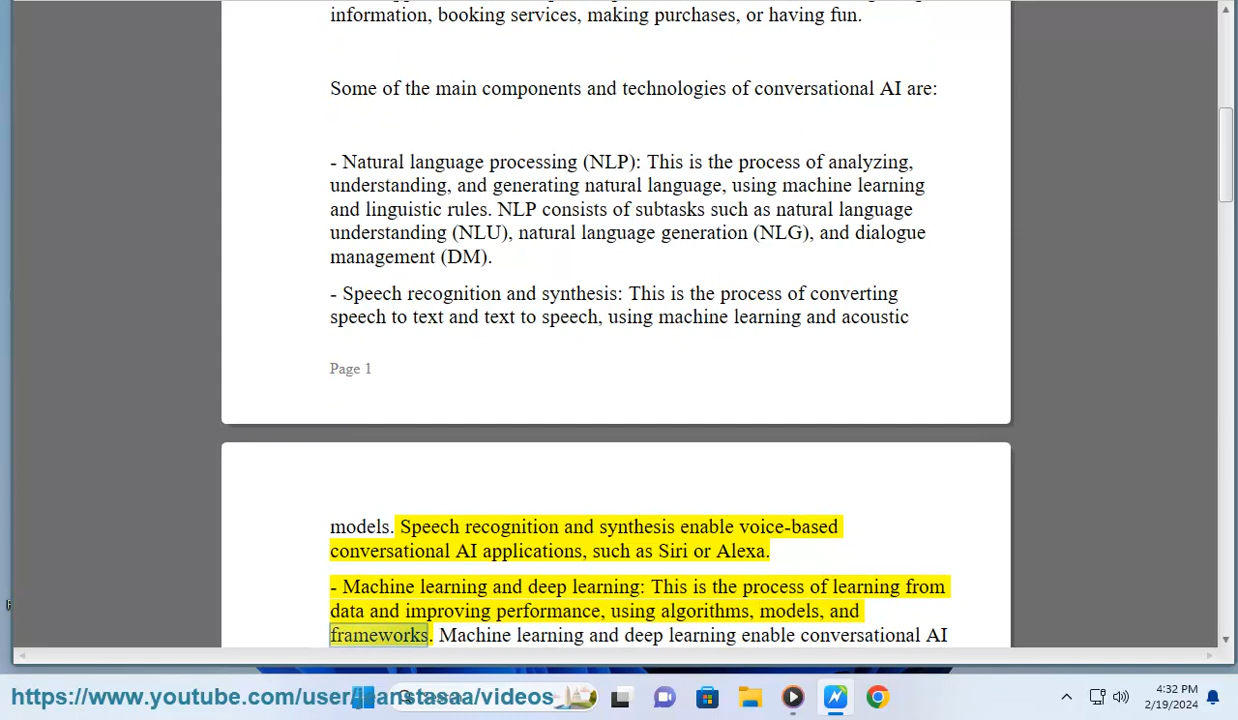 information, booking services, making purchases, or having fun.
Some of the main components and technologies of conversational AI are:
- Natural language processing (NLP): This is the process of analyzing,
understanding, and generating natural language, using machine learning
and linguistic rules. NLP consists of subtasks such as natural language
understanding (NLU), natural language generation (NLG), and dialogue
management (DM).
- Speech recognition and synthesis: This is the process of converting
speech to text and text to speech, using machine learning and acoustic
Page 1
models. Speech recognition and synthesis enable voice-based
conversational AI applications, such as Siri or Alexa.
- Machine learning and deep learning: This is the process of learning from
data and improving performance, using algorithms, models, and
frameworks. Machine learning and deep learning enable conversational AI
https://www.youtube.com/user/jeanstasaa/videos
4:32 PM
2/19/2024